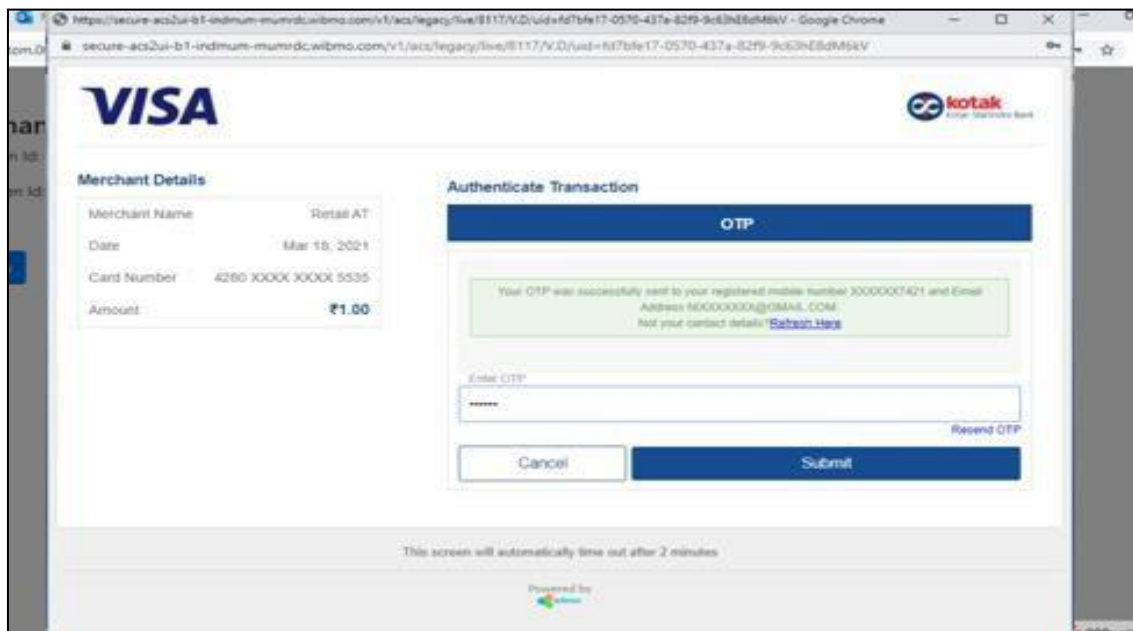 https://secure-acs2ui-b1-indmum-mumrdc.wibmo.com/v1/acs/legacy/live/8117/V.D/uid=fd7bfe17-0570-437a-82f9-9c63hE8dM6kV - Google Chrome
secure-acs2ui-b1-indmum-mumrdc.wibmo.com/v1/acs/legacy/live/8117/V.D/uid=fd7bfe17-0570-437a-82f9-9c63hE8dM6kV
VISA
kotak
Kotak Mahindra Bank
Merchant Details
Merchant Name Retail AT
Date Mar 18, 2021
Card Number 4280 XXXX XXXX 5535
Amount ₹1.00
Authenticate Transaction
OTP
Your OTP was successfully sent to your registered mobile number XXXXXX7421 and Email
Address NXXXXXXXX@GMAIL.COM
Not your contact details?Refresh Here
Enter OTP
Resend OTP
Cancel
Submit
This screen will automatically time out after 2 minutes
Powered by
wibmo